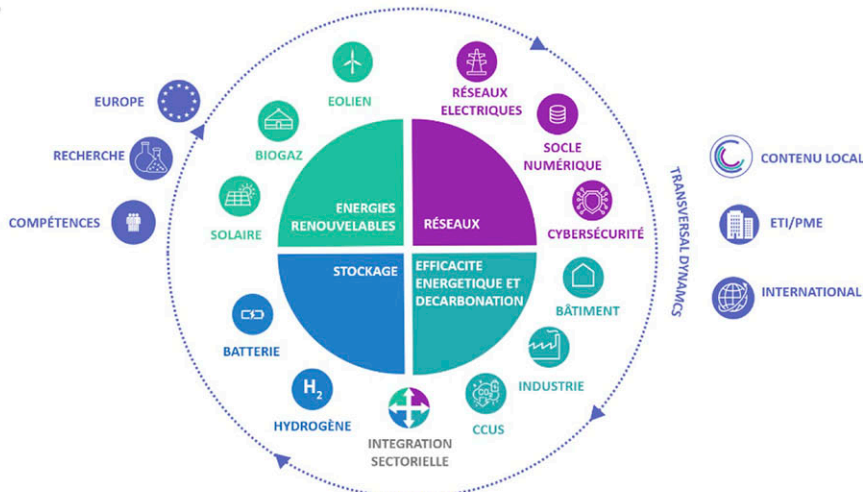 EUROPE
RECHERCHE
COMPÉTENCES
EOLIEN
BIOGAZ
SOLAIRE
ENERGIES
RENOUVELABLES
RÉSEAUX
ELECTRIQUES
SOCLE
NUMÉRIQUE
CYBERSÉCURITÉ
RÉSEAUX
STOCKAGE
EFFICACITE
ENERGETIQUE ET
DECARBONATION
BATTERIE
H2
HYDROGÈNE
INTEGRATION
SECTORIELLE
CO2
CCUS
INDUSTRIE
BÂTIMENT
TRANSVERSAL DYNAMCS
CONTENU LOCAL
ETI/PME
INTERNATIONAL